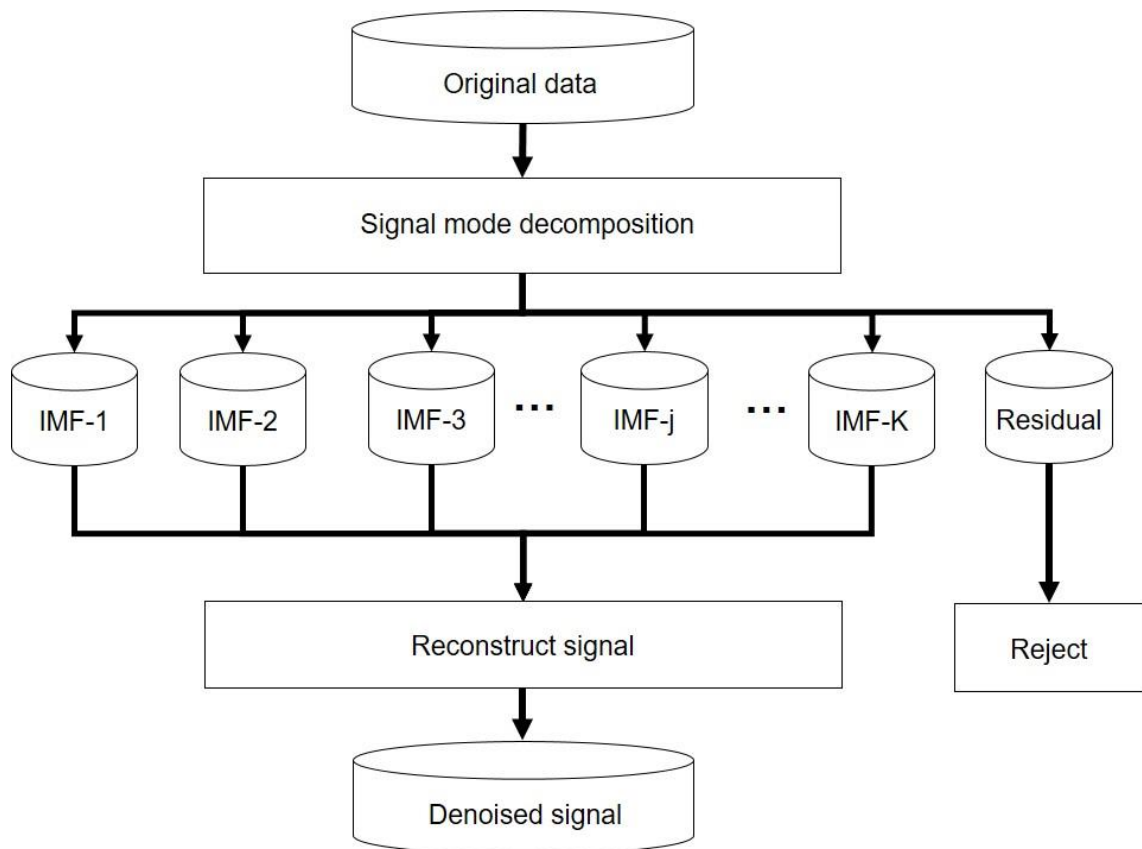 Original data
Signal mode decomposition
IMF-1 IMF-2 IMF-3 ... IMF-j ... IMF-K Residual
Reconstruct signal Reject
Denoised signal